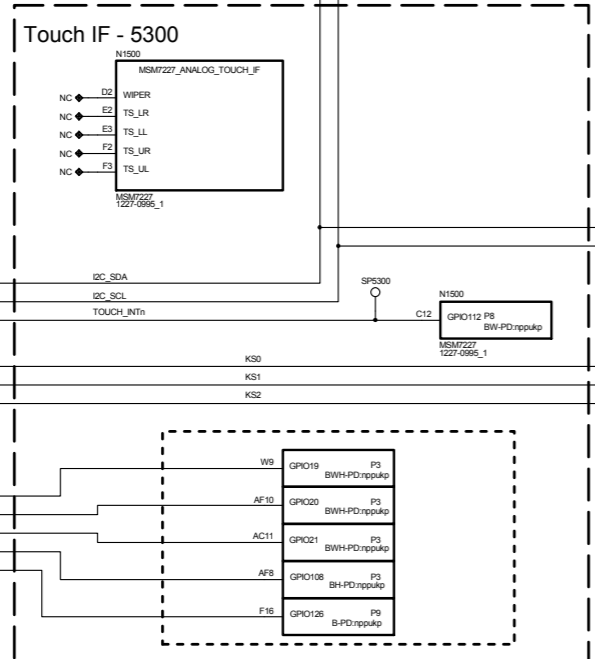 Touch IF - 5300
N1500
MSM7227_ANALOG_TOUCH_IF
NC D2 WIPER
NC E2 TS_LR
NC E3 TS_LL
NC F2 TS_UR
NC F3 TS_UL
MSM7227
1227-0995_1
I2C_SDA
I2C_SCL
TOUCH_INTn
SP5300
N1500
C12 GPIO112 P8
BW-PD:nppukp
MSM7227
1227-0995_1
KS0
KS1
KS2
W9 GPIO19 P3
BWH-PD:nppukp
AF10 GPIO20 P3
BWH-PD:nppukp
AC11 GPIO21 P3
BWH-PD:nppukp
AF8 GPIO108 P3
BH-PD:nppukp
F16 GPIO126 P9
B-PD:nppukp